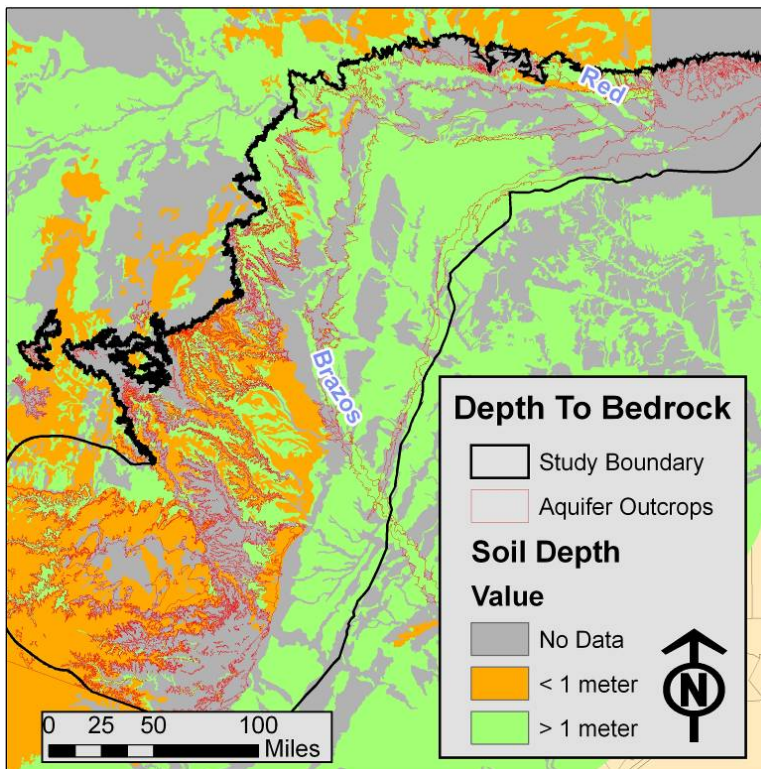 Red
Brazos
Depth To Bedrock
Study Boundary
Aquifer Outcrops
Soil Depth
Value
No Data
< 1 meter
> 1 meter
N
0 25 50 100
Miles